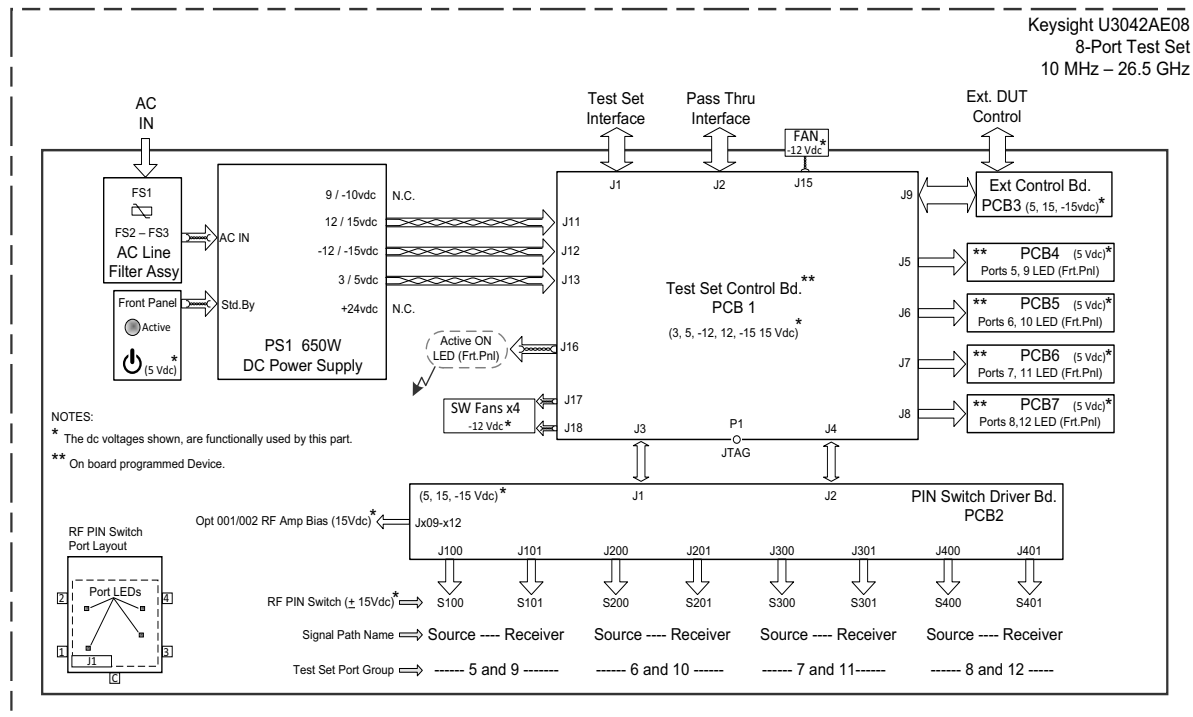 Keysight U3042AE08
8-Port Test Set
10 MHz – 26.5 GHz
AC
IN
Test Set
Interface
Pass Thru
Interface
Ext. DUT
Control
FAN
-12 Vdc*
FS1
FS2 – FS3
AC Line
Filter Assy
Front Panel
Active
(5 Vdc)*
9 / -10vdc N.C.
12 / 15vdc
-12 / -15vdc
3 / 5vdc
+24vdc N.C.
AC IN
Std.By
PS1 650W
DC Power Supply
J1
J2
J15
J9
J11
J12
J13
J5
J6
J7
J8
J16
J17
J18
J3
P1
JTAG
J4
Test Set Control Bd.**
PCB 1
(3, 5, -12, 12, -15 15 Vdc)*
Ext Control Bd.
PCB3 (5, 15, -15vdc)*
** PCB4 (5 Vdc)*
Ports 5, 9 LED (Frt.Pnl)
** PCB5 (5 Vdc)*
Ports 6, 10 LED (Frt.Pnl)
** PCB6 (5 Vdc)*
Ports 7, 11 LED (Frt.Pnl)
** PCB7 (5 Vdc)*
Ports 8,12 LED (Frt.Pnl)
Active ON
LED (Frt.Pnl)
SW Fans x4
-12 Vdc*
NOTES:
* The dc voltages shown, are functionally used by this part.
** On board programmed Device.
(5, 15, -15 Vdc)*
J1
J2
PIN Switch Driver Bd.
PCB2
Opt 001/002 RF Amp Bias (15Vdc)*
Jx09-x12
J100 J101 J200 J201 J300 J301 J400 J401
RF PIN Switch (± 15Vdc)* S100 S101 S200 S201 S300 S301 S400 S401
Signal Path Name Source ---- Receiver Source ---- Receiver Source ---- Receiver Source ---- Receiver
Test Set Port Group ------ 5 and 9 ------- ------ 6 and 10 ------ ------ 7 and 11------ ------ 8 and 12 -----
RF PIN Switch
Port Layout
Port LEDs
2
4
1
3
J1
C